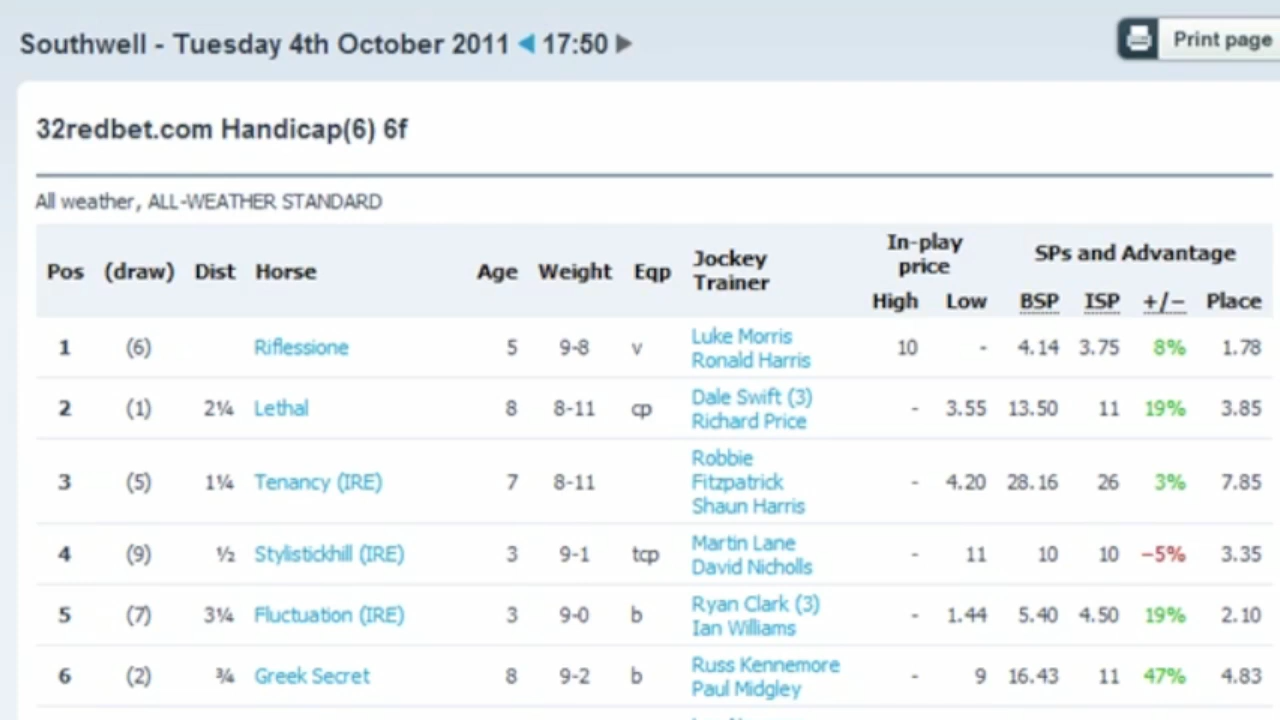 Southwell - Tuesday 4th October 2011 17:50
Print page
32redbet.com Handicap(6) 6f
All weather, ALL-WEATHER STANDARD
Pos (draw) Dist Horse Age Weight Eqp Jockey Trainer In-play price High Low SPs and Advantage BSP ISP +/− Place
1 (6) Riflessione 5 9-8 v Luke Morris Ronald Harris 10 - 4.14 3.75 8% 1.78
2 (1) 2¼ Lethal 8 8-11 cp Dale Swift (3) Richard Price - 3.55 13.50 11 19% 3.85
3 (5) 1¼ Tenancy (IRE) 7 8-11 Robbie Fitzpatrick Shaun Harris - 4.20 28.16 26 3% 7.85
4 (9) ½ Stylistickhill (IRE) 3 9-1 tcp Martin Lane David Nicholls - 11 10 10 −5% 3.35
5 (7) 3¼ Fluctuation (IRE) 3 9-0 b Ryan Clark (3) Ian Williams - 1.44 5.40 4.50 19% 2.10
6 (2) ¾ Greek Secret 8 9-2 b Russ Kennemore Paul Midgley - 9 16.43 11 47% 4.83